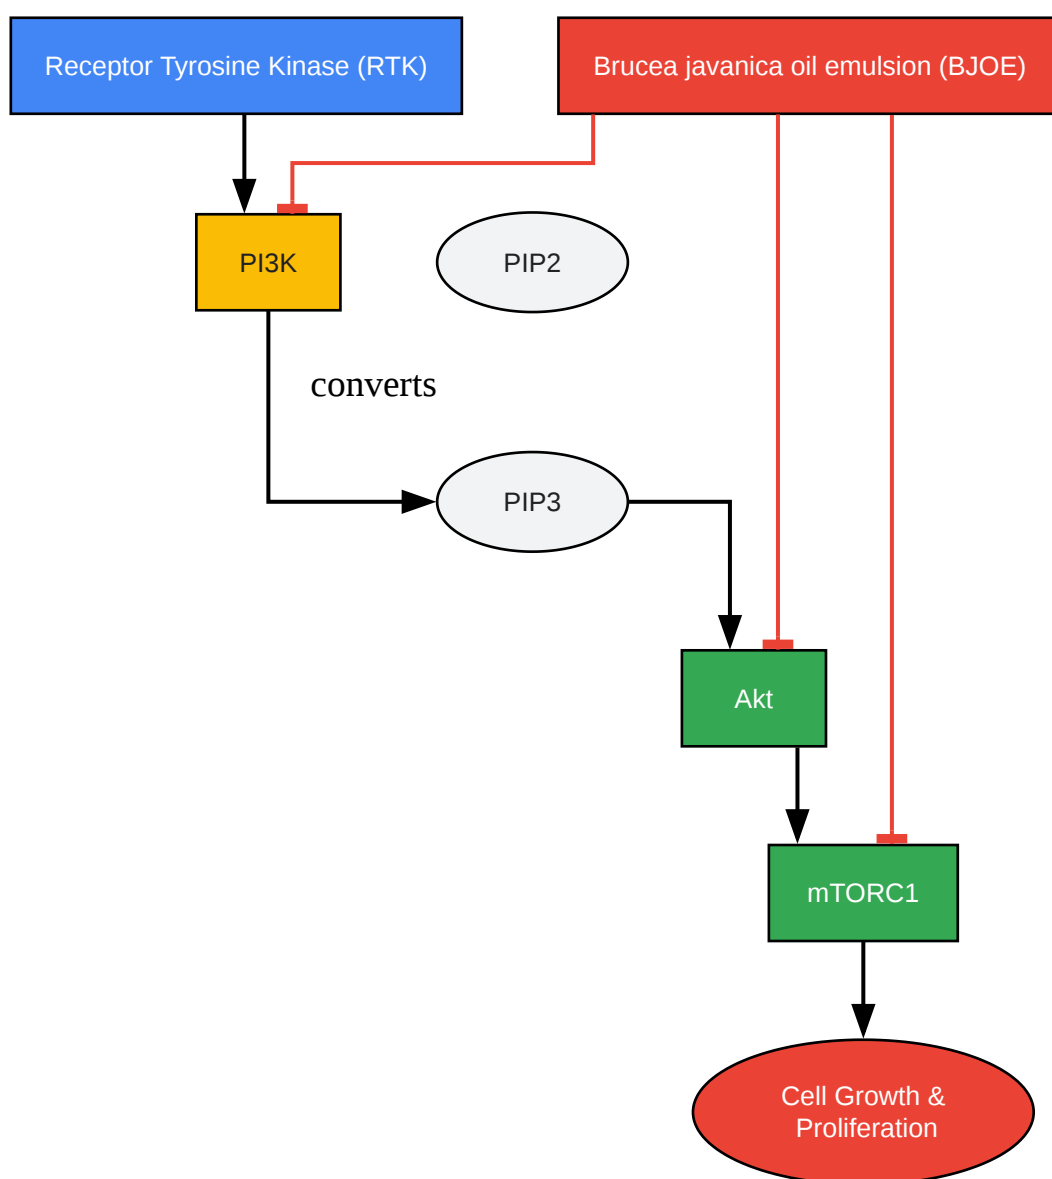 Receptor Tyrosine Kinase (RTK)
Brucea javanica oil emulsion (BJOE)
PI3K
PIP2
converts
PIP3
Akt
mTORC1
Cell Growth &
Proliferation